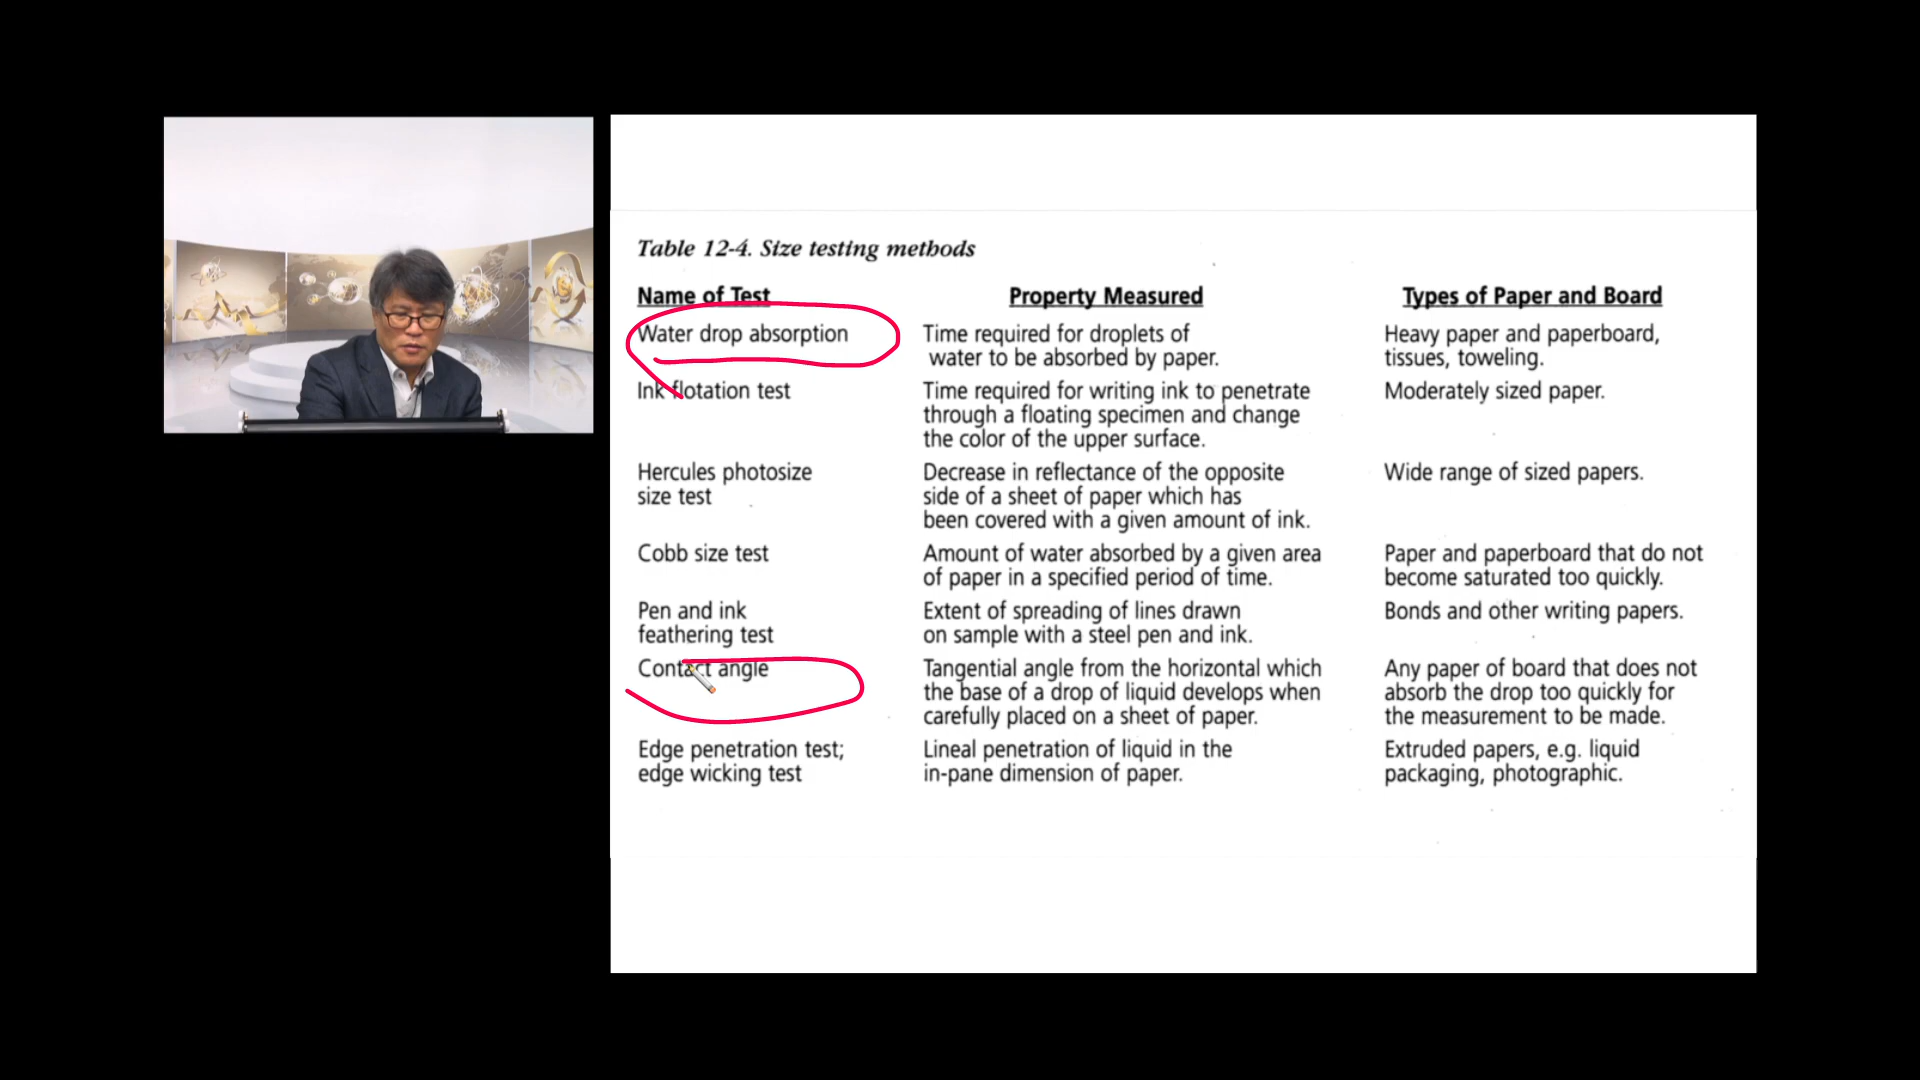 Table 12-4. Size testing methods
Name of Test Property Measured Types of Paper and Board
Water drop absorption Time required for droplets of Heavy paper and paperboard,
water to be absorbed by paper. tissues, toweling.
Ink flotation test Time required for writing ink to penetrate Moderately sized paper.
through a floating specimen and change
the color of the upper surface.
Hercules photosize Decrease in reflectance of the opposite Wide range of sized papers.
size test side of a sheet of paper which has
been covered with a given amount of ink.
Cobb size test Amount of water absorbed by a given area Paper and paperboard that do not
of paper in a specified period of time. become saturated too quickly.
Pen and ink Extent of spreading of lines drawn Bonds and other writing papers.
feathering test on sample with a steel pen and ink.
Contact angle Tangential angle from the horizontal which Any paper of board that does not
the base of a drop of liquid develops when absorb the drop too quickly for
carefully placed on a sheet of paper. the measurement to be made.
Edge penetration test; Lineal penetration of liquid in the Extruded papers, e.g. liquid
edge wicking test in-pane dimension of paper. packaging, photographic.